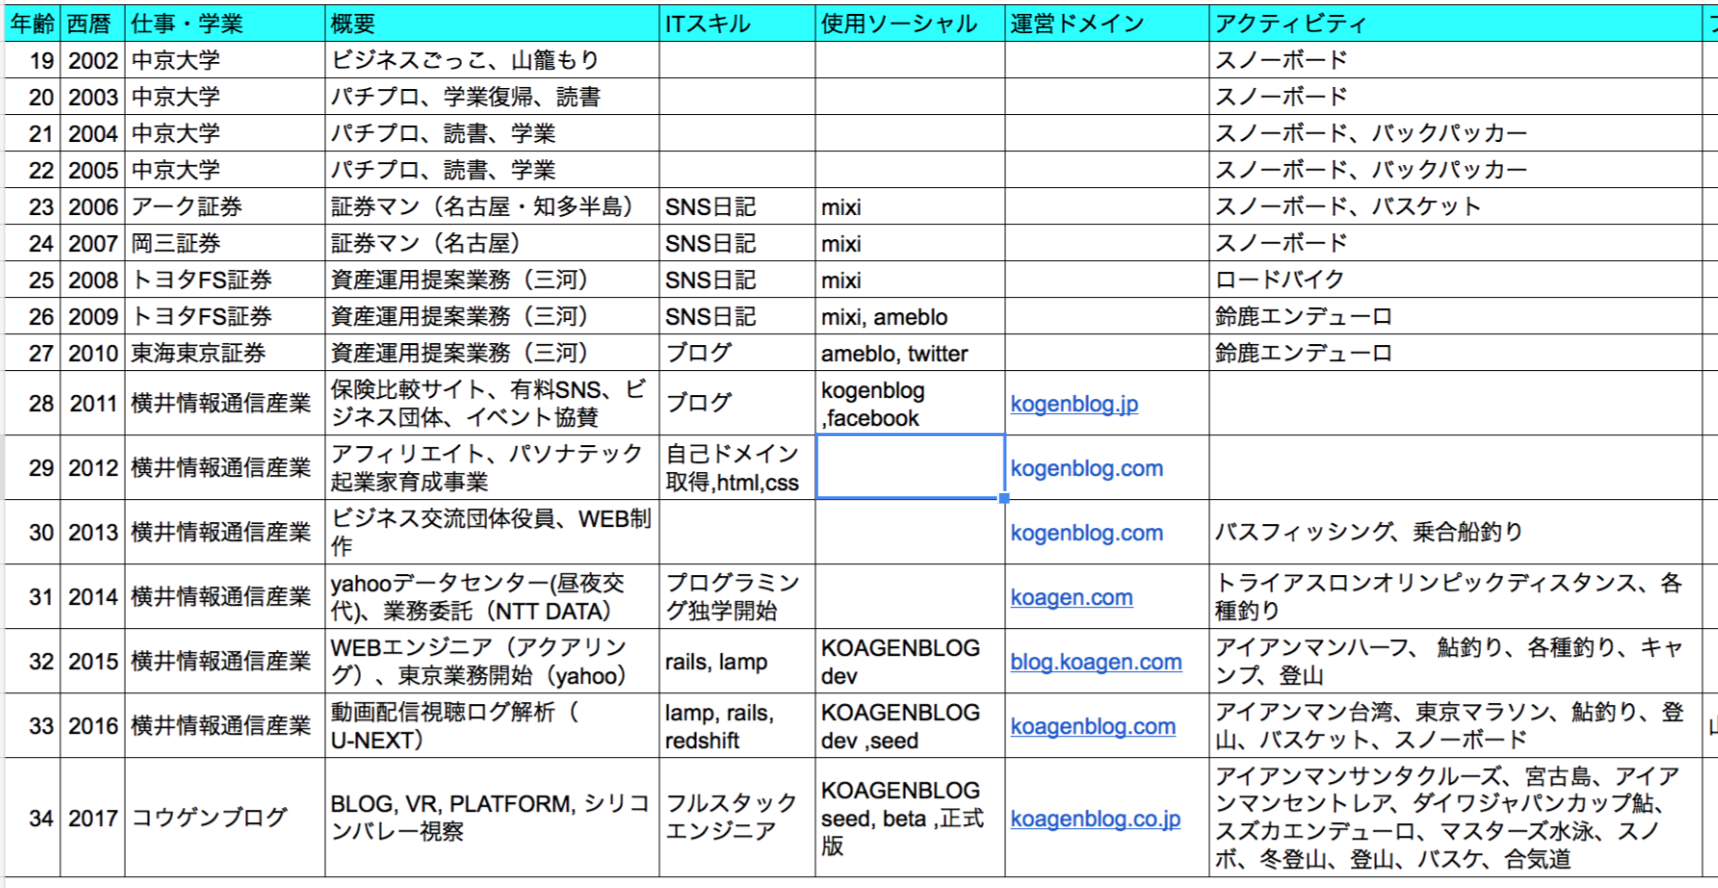 年齢 西暦 仕事・学業 概要 ITスキル 使用ソーシャル 運営ドメイン アクティビティ
19 2002 中京大学 ビジネスごっこ、山籠もり スノーボード
20 2003 中京大学 パチプロ、学業復帰、読書 スノーボード
21 2004 中京大学 パチプロ、読書、学業 スノーボード、バックパッカー
22 2005 中京大学 パチプロ、読書、学業 スノーボード、バックパッカー
23 2006 アーク証券 証券マン（名古屋・知多半島） SNS日記 mixi スノーボード、バスケット
24 2007 岡三証券 証券マン（名古屋） SNS日記 mixi スノーボード
25 2008 トヨタFS証券 資産運用提案業務（三河） SNS日記 mixi ロードバイク
26 2009 トヨタFS証券 資産運用提案業務（三河） SNS日記 mixi, ameblo 鈴鹿エンデューロ
27 2010 東海東京証券 資産運用提案業務（三河） ブログ ameblo, twitter 鈴鹿エンデューロ
28 2011 横井情報通信産業
保険比較サイト、有料SNS、ビ
ジネス団体、イベント協賛
ブログ
kogenblog
,facebook
kogenblog.jp
29 2012 横井情報通信産業
アフィリエイト、パソナテック
起業家育成事業
自己ドメイン
取得,html,css
kogenblog.com
30 2013 横井情報通信産業
ビジネス交流団体役員、WEB制
作
kogenblog.com
バスフィッシング、乗合船釣り
31 2014 横井情報通信産業
yahooデータセンター(昼夜交
代)、業務委託（NTT DATA）
プログラミン
グ独学開始
koagen.com
トライアスロンオリンピックディスタンス、各
種釣り
32 2015 横井情報通信産業
WEBエンジニア（アクアリン
グ）、東京業務開始（yahoo）
rails, lamp
KOAGENBLOG
dev
blog.koagen.com
アイアンマンハーフ、 鮎釣り、各種釣り、キャ
ンプ、登山
33 2016 横井情報通信産業
動画配信視聴ログ解析（
U-NEXT）
lamp, rails,
redshift
KOAGENBLOG
dev ,seed
koagenblog.com
アイアンマン台湾、東京マラソン、鮎釣り、登
山、バスケット、スノーボード
34 2017 コウゲンブログ
BLOG, VR, PLATFORM, シリコ
ンバレー視察
フルスタック
エンジニア
KOAGENBLOG
seed, beta ,正式
版
koagenblog.co.jp
アイアンマンサンタクルーズ、宮古島、アイア
ンマンセントレア、ダイワジャパンカップ鮎、
スズカエンデューロ、マスターズ水泳、スノ
ボ、冬登山、登山、バスケ、合気道